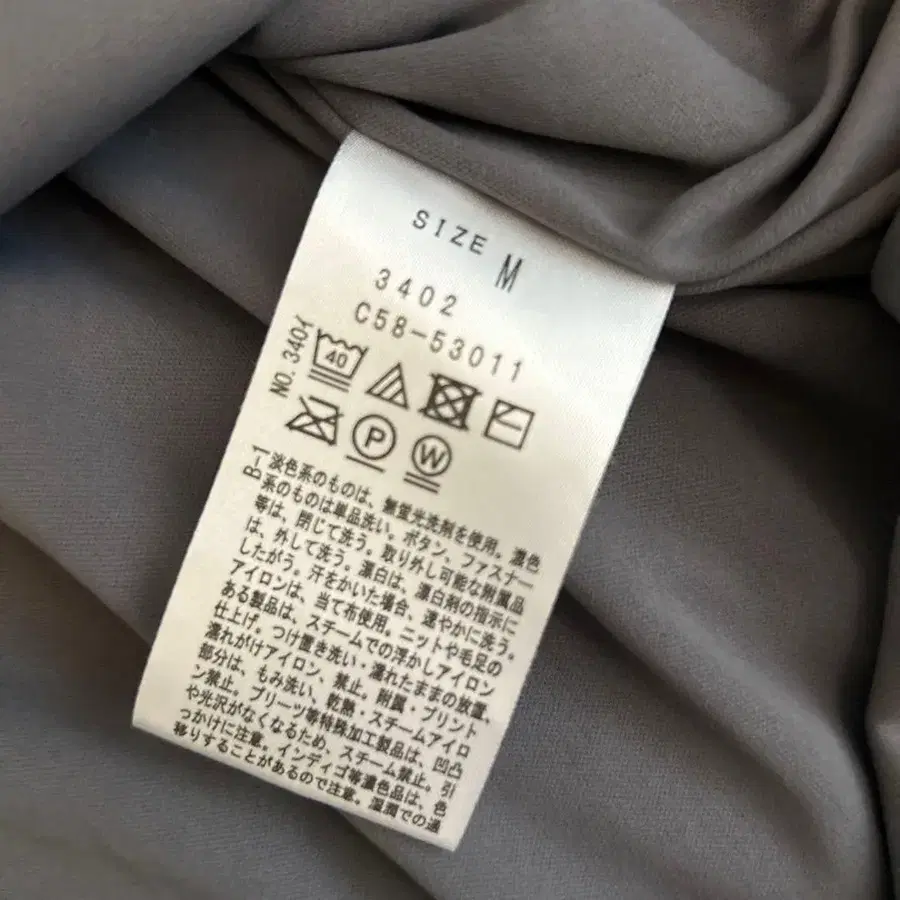 SIZE M
3402
C58-53011
NO. 340イ
40
P
W
B-1
淡色系のものは、無蛍光洗剤を使用。濃色
系のものは単品洗い。ボタン、ファスナー
等は、閉じて洗う。取り外し可能な附属品
は、外して洗う。漂白は、漂白剤の指示に
したがう。汗をかいた場合、速やかに洗う。
アイロンは、当て布使用。ニットや毛足の
ある製品は、スチームでの浮かしアイロン
仕上げ。つけ置き洗い・濡れたままの放置、
濡れがけアイロン、禁止。附属・プリント
部分は、もみ洗い、乾熱・スチームアイロ
ン禁止。プリーツ等特殊加工製品は、凹凸
や光沢がなくなるため、スチーム禁止。引
っかけに注意。インディゴ等濃色品は、色
移りすることがあるので注意。湿潤での過